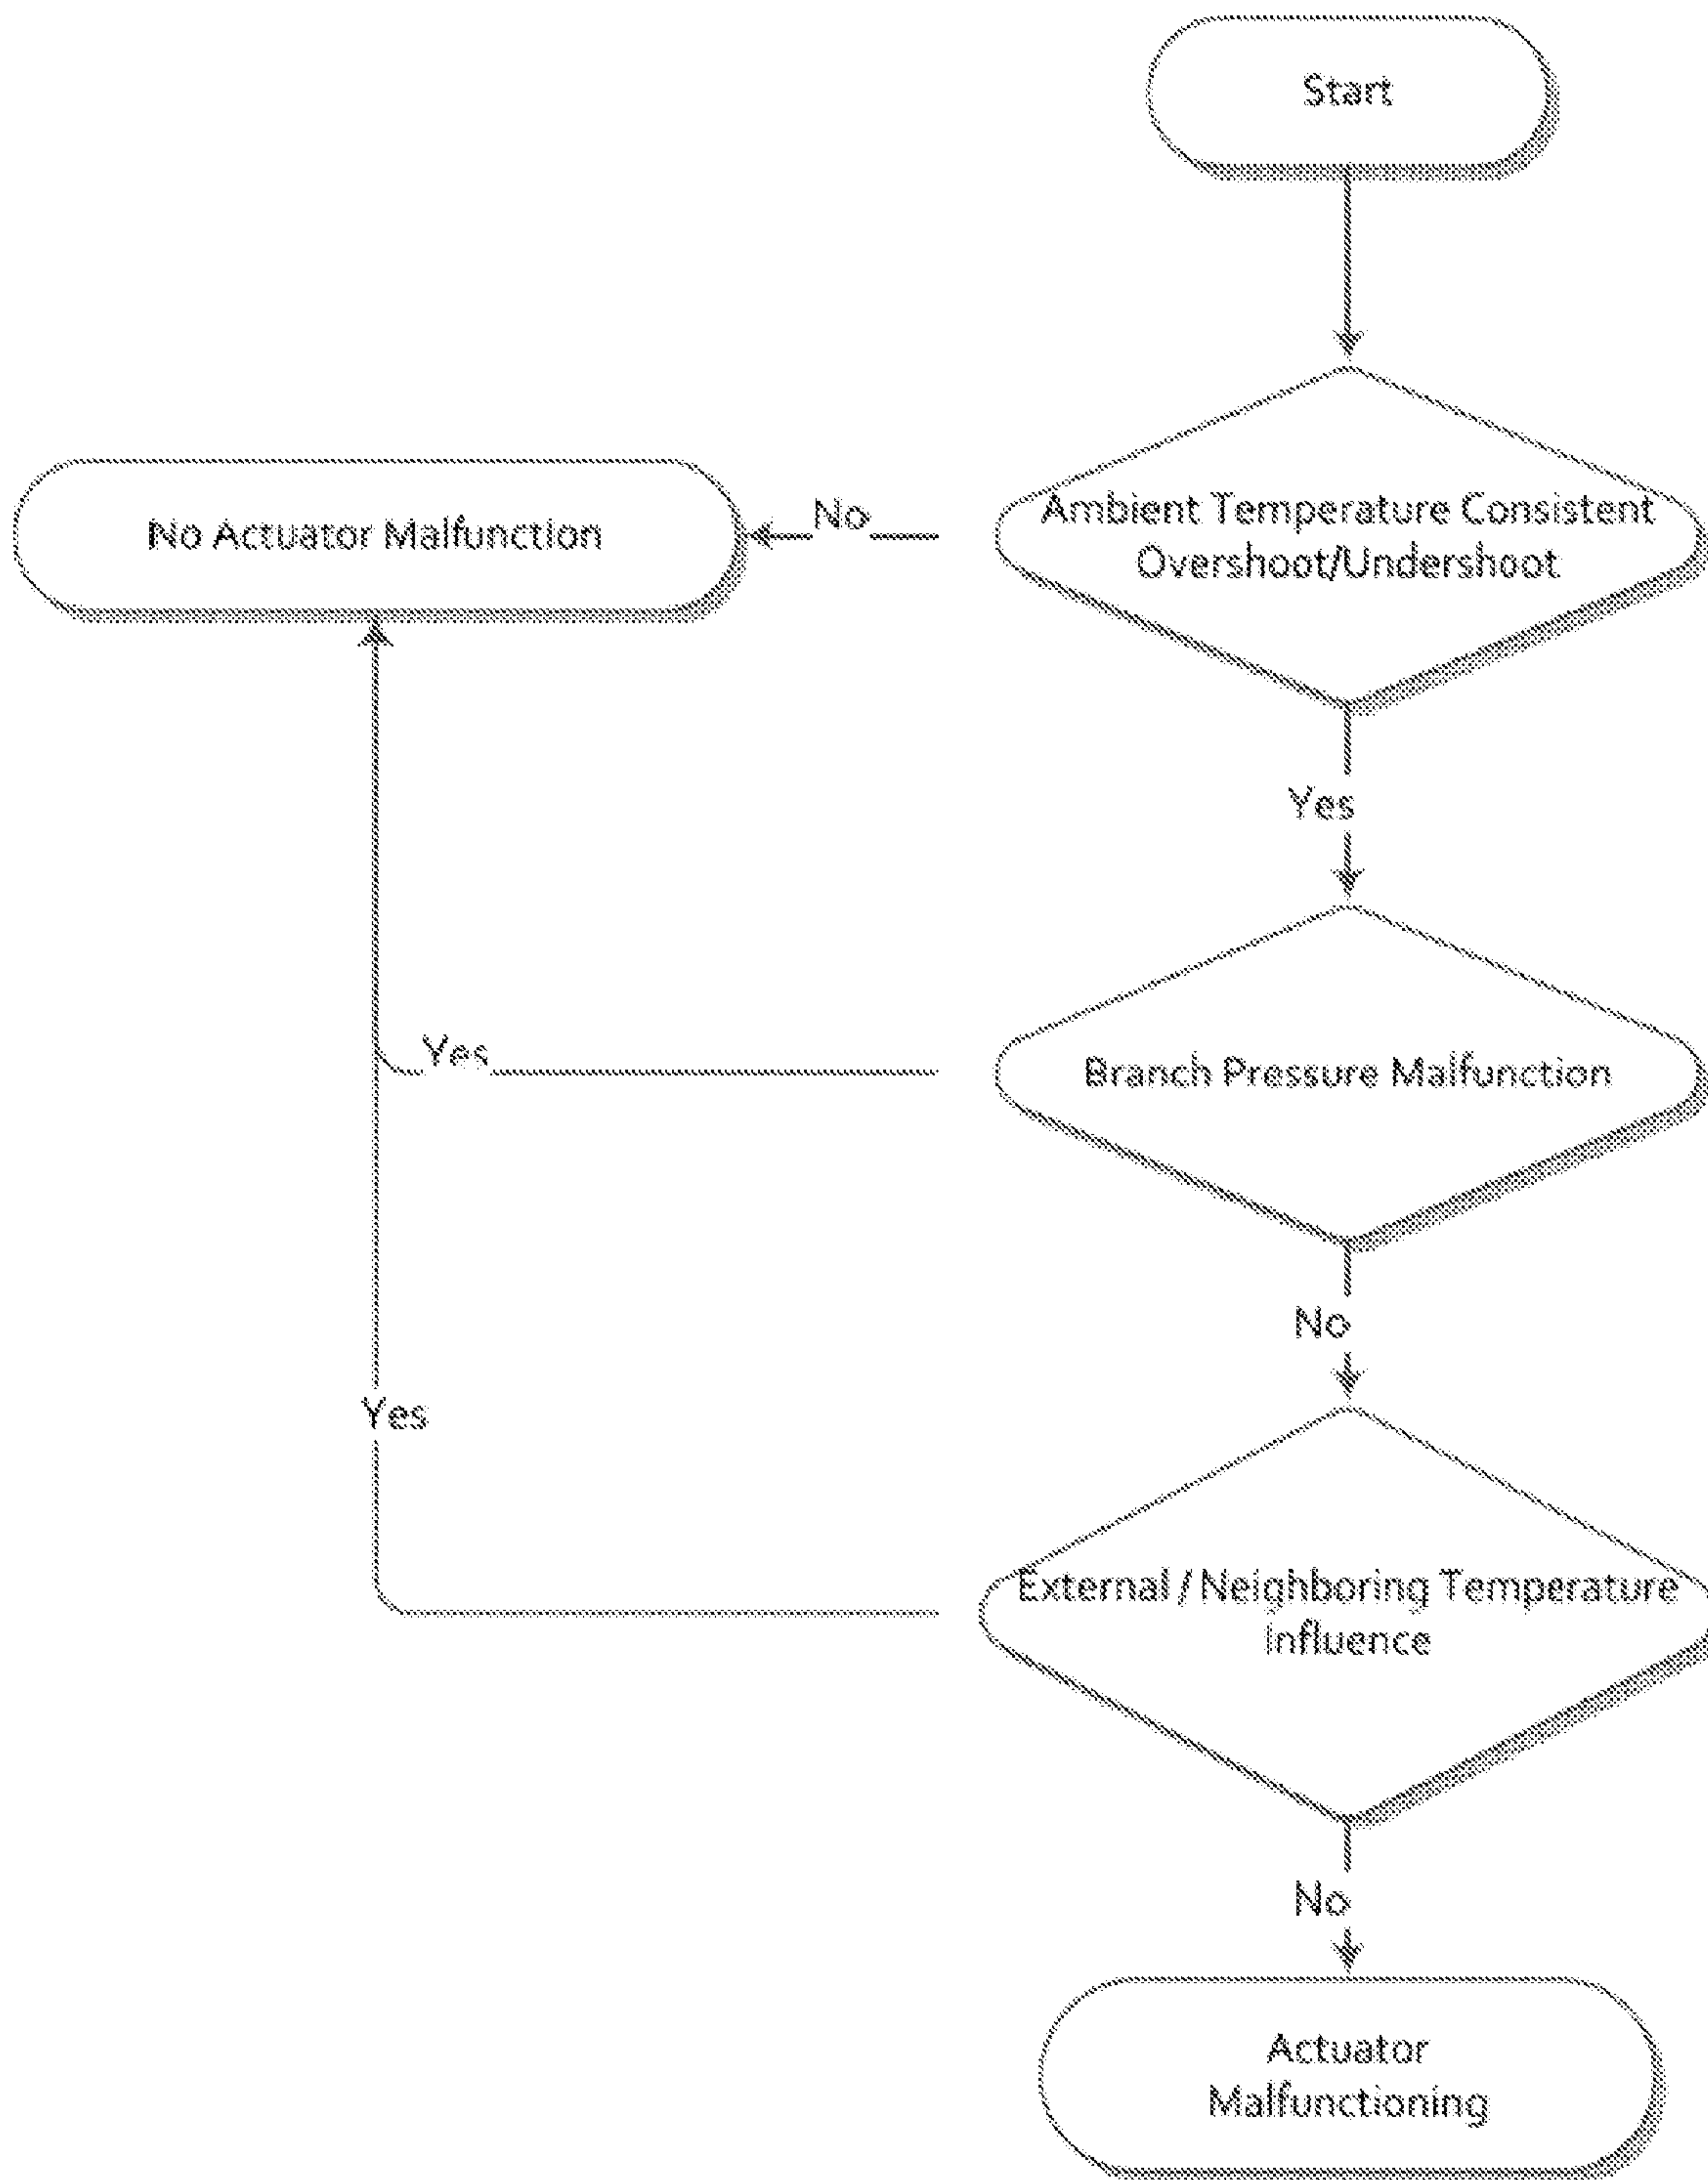 Start
Ambient Temperature Consistent
Overshoot/Undershoot
No
No Actuator Malfunction
Yes
Branch Pressure Malfunction
Yes
No
External / Neighboring Temperature
Influence
Yes
No
Actuator
Malfunctioning